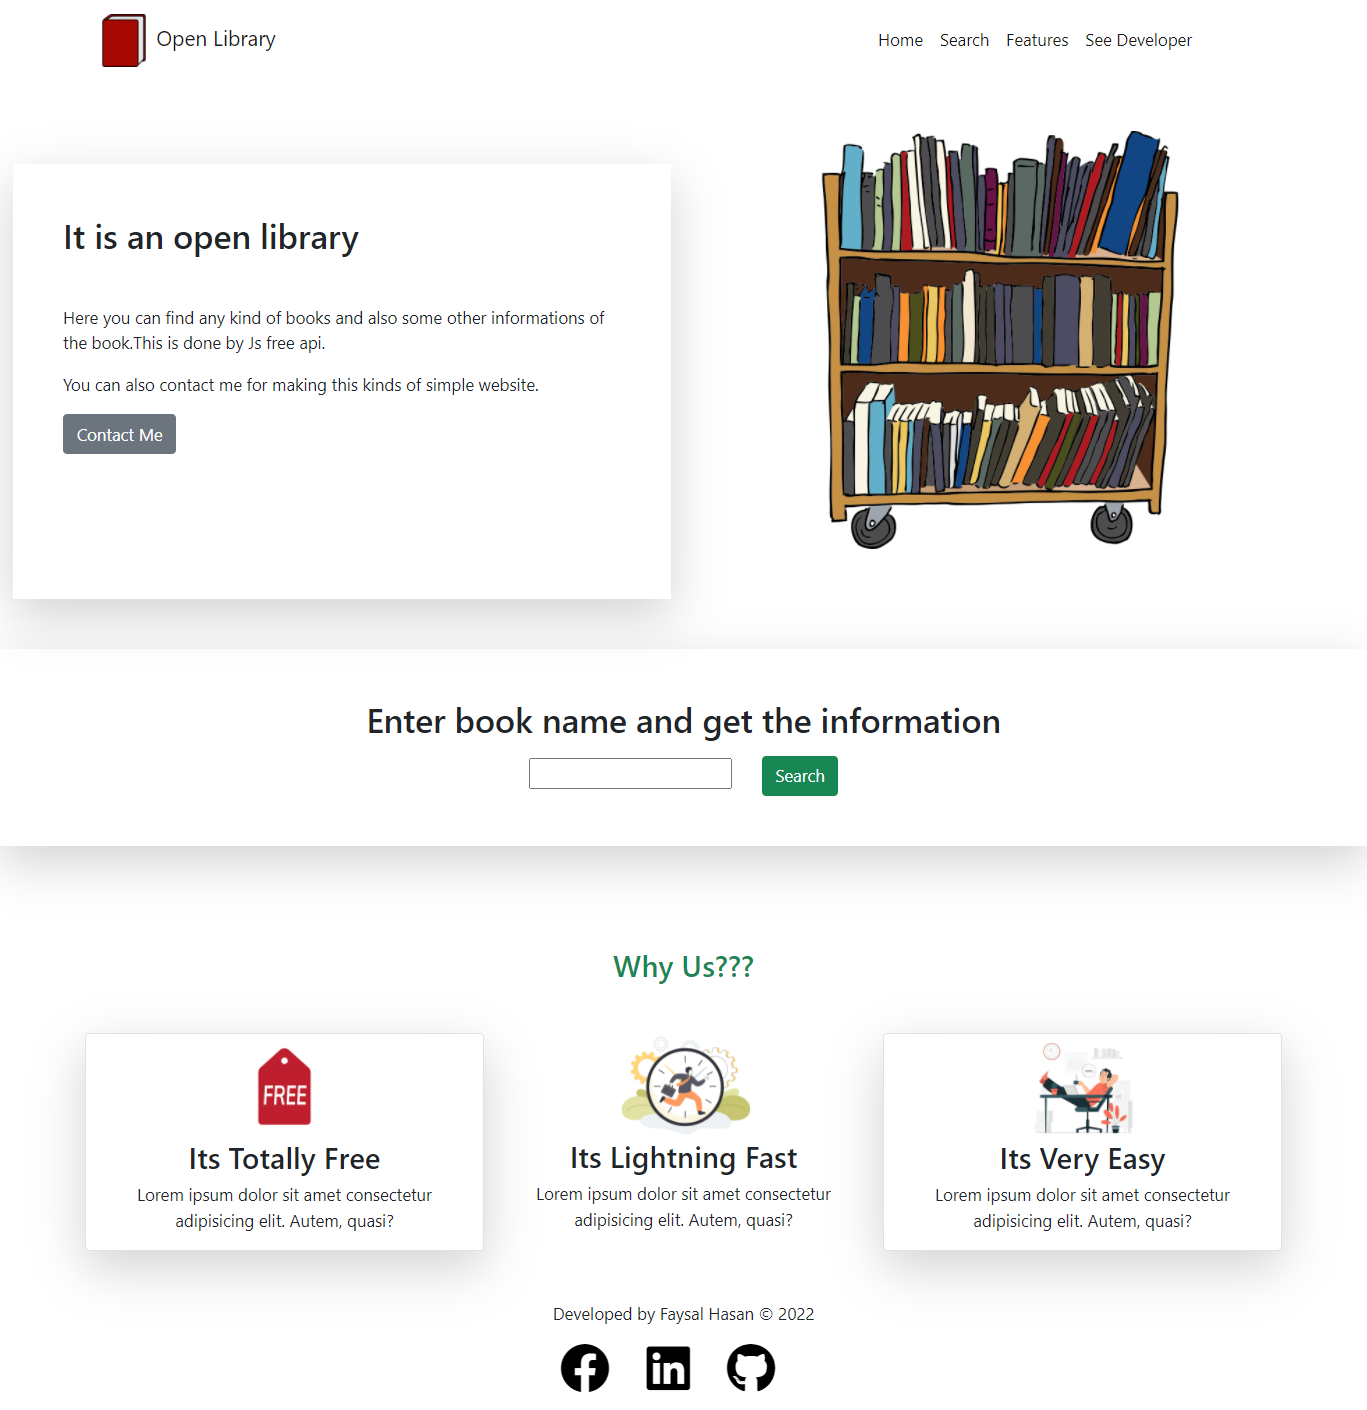 Open Library
Home Search Features See Developer
It is an open library
Here you can find any kind of books and also some other informations of
the book.This is done by Js free api.
You can also contact me for making this kinds of simple website.
Contact Me
Enter book name and get the information
Search
Why Us???
FREE
Its Totally Free
Lorem ipsum dolor sit amet consectetur
adipisicing elit. Autem, quasi?
Its Lightning Fast
Lorem ipsum dolor sit amet consectetur
adipisicing elit. Autem, quasi?
Its Very Easy
Lorem ipsum dolor sit amet consectetur
adipisicing elit. Autem, quasi?
Developed by Faysal Hasan © 2022